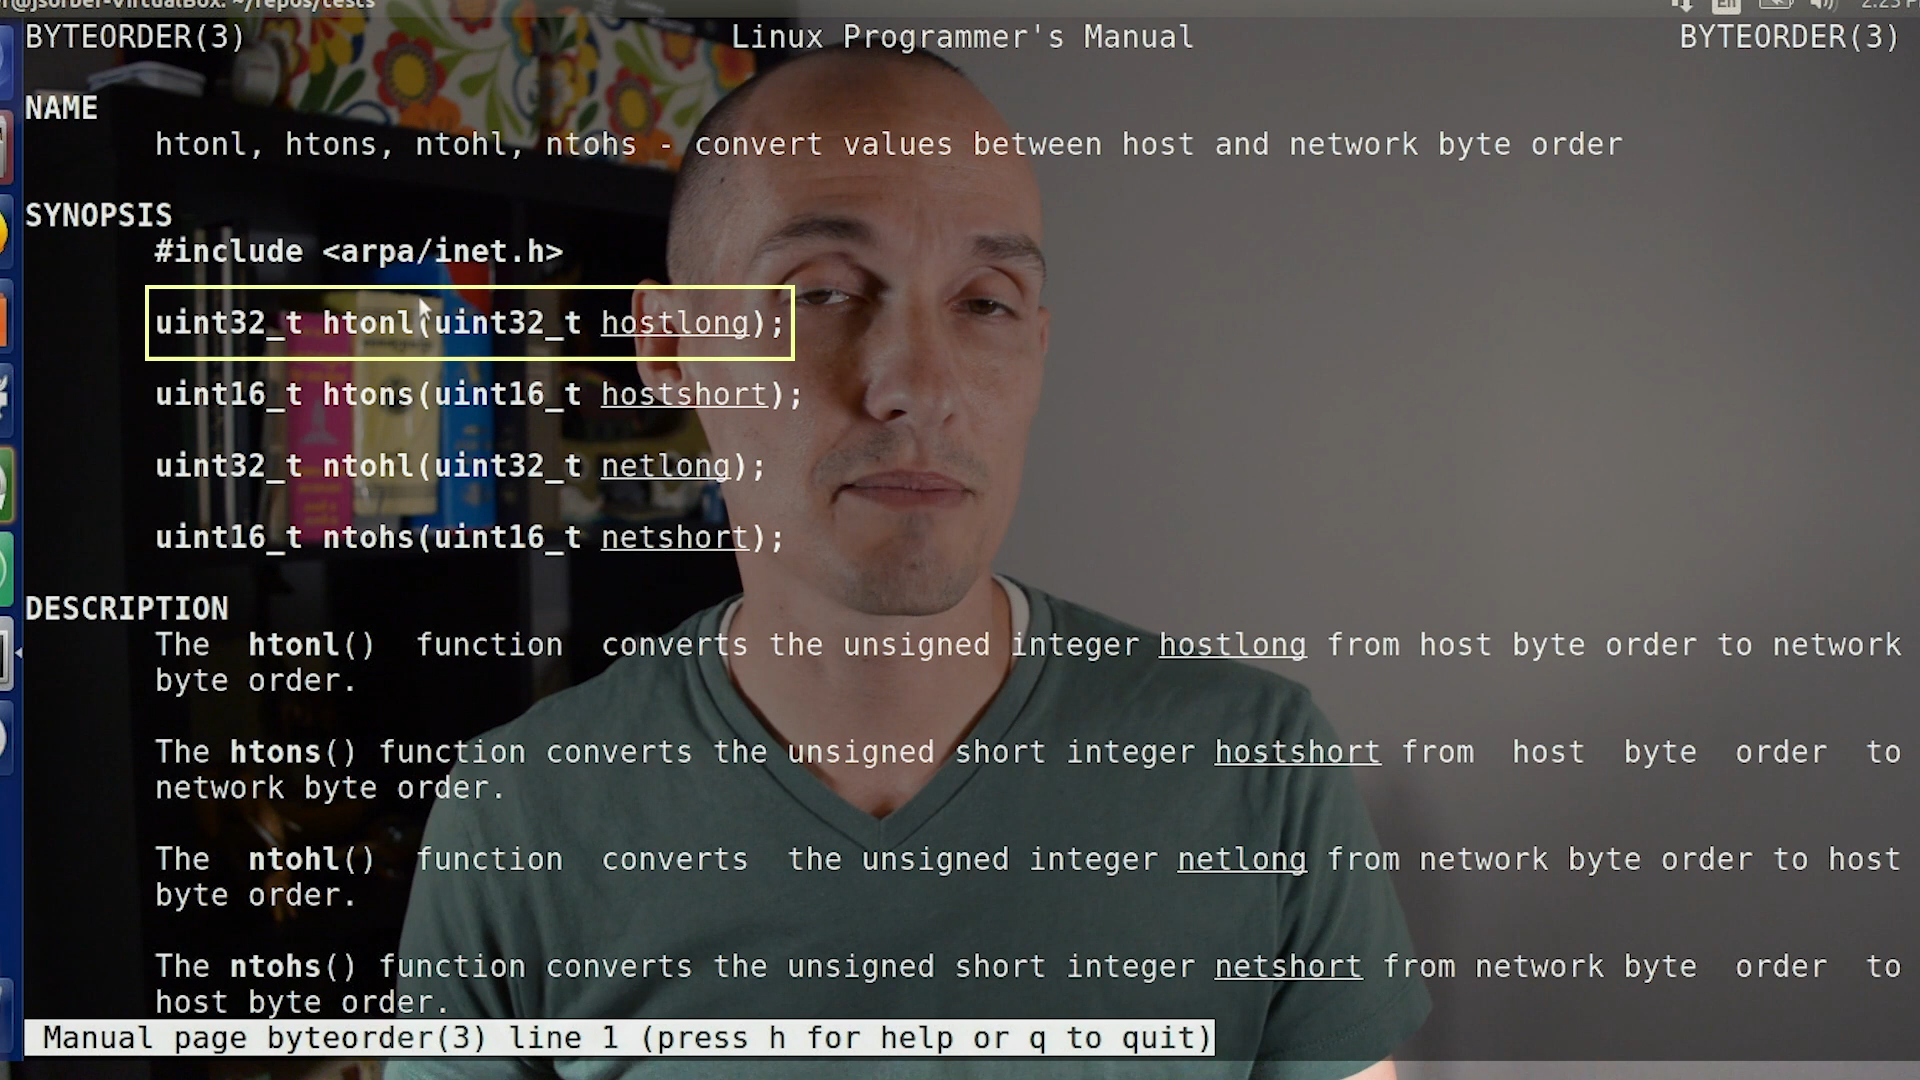 BYTEORDER(3) Linux Programmer's Manual BYTEORDER(3)
NAME
htonl, htons, ntohl, ntohs - convert values between host and network byte order
SYNOPSIS
#include <arpa/inet.h>
uint32_t htonl(uint32_t hostlong);
uint16_t htons(uint16_t hostshort);
uint32_t ntohl(uint32_t netlong);
uint16_t ntohs(uint16_t netshort);
DESCRIPTION
The htonl() function converts the unsigned integer hostlong from host byte order to network
byte order.
The htons() function converts the unsigned short integer hostshort from host byte order to
network byte order.
The ntohl() function converts the unsigned integer netlong from network byte order to host
byte order.
The ntohs() function converts the unsigned short integer netshort from network byte order to
host byte order.
Manual page byteorder(3) line 1 (press h for help or q to quit)